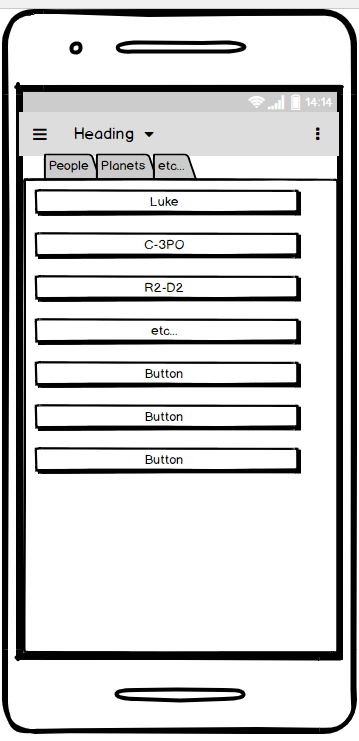 14:14
Heading
People Planets etc...
Luke
C-3PO
R2-D2
etc...
Button
Button
Button